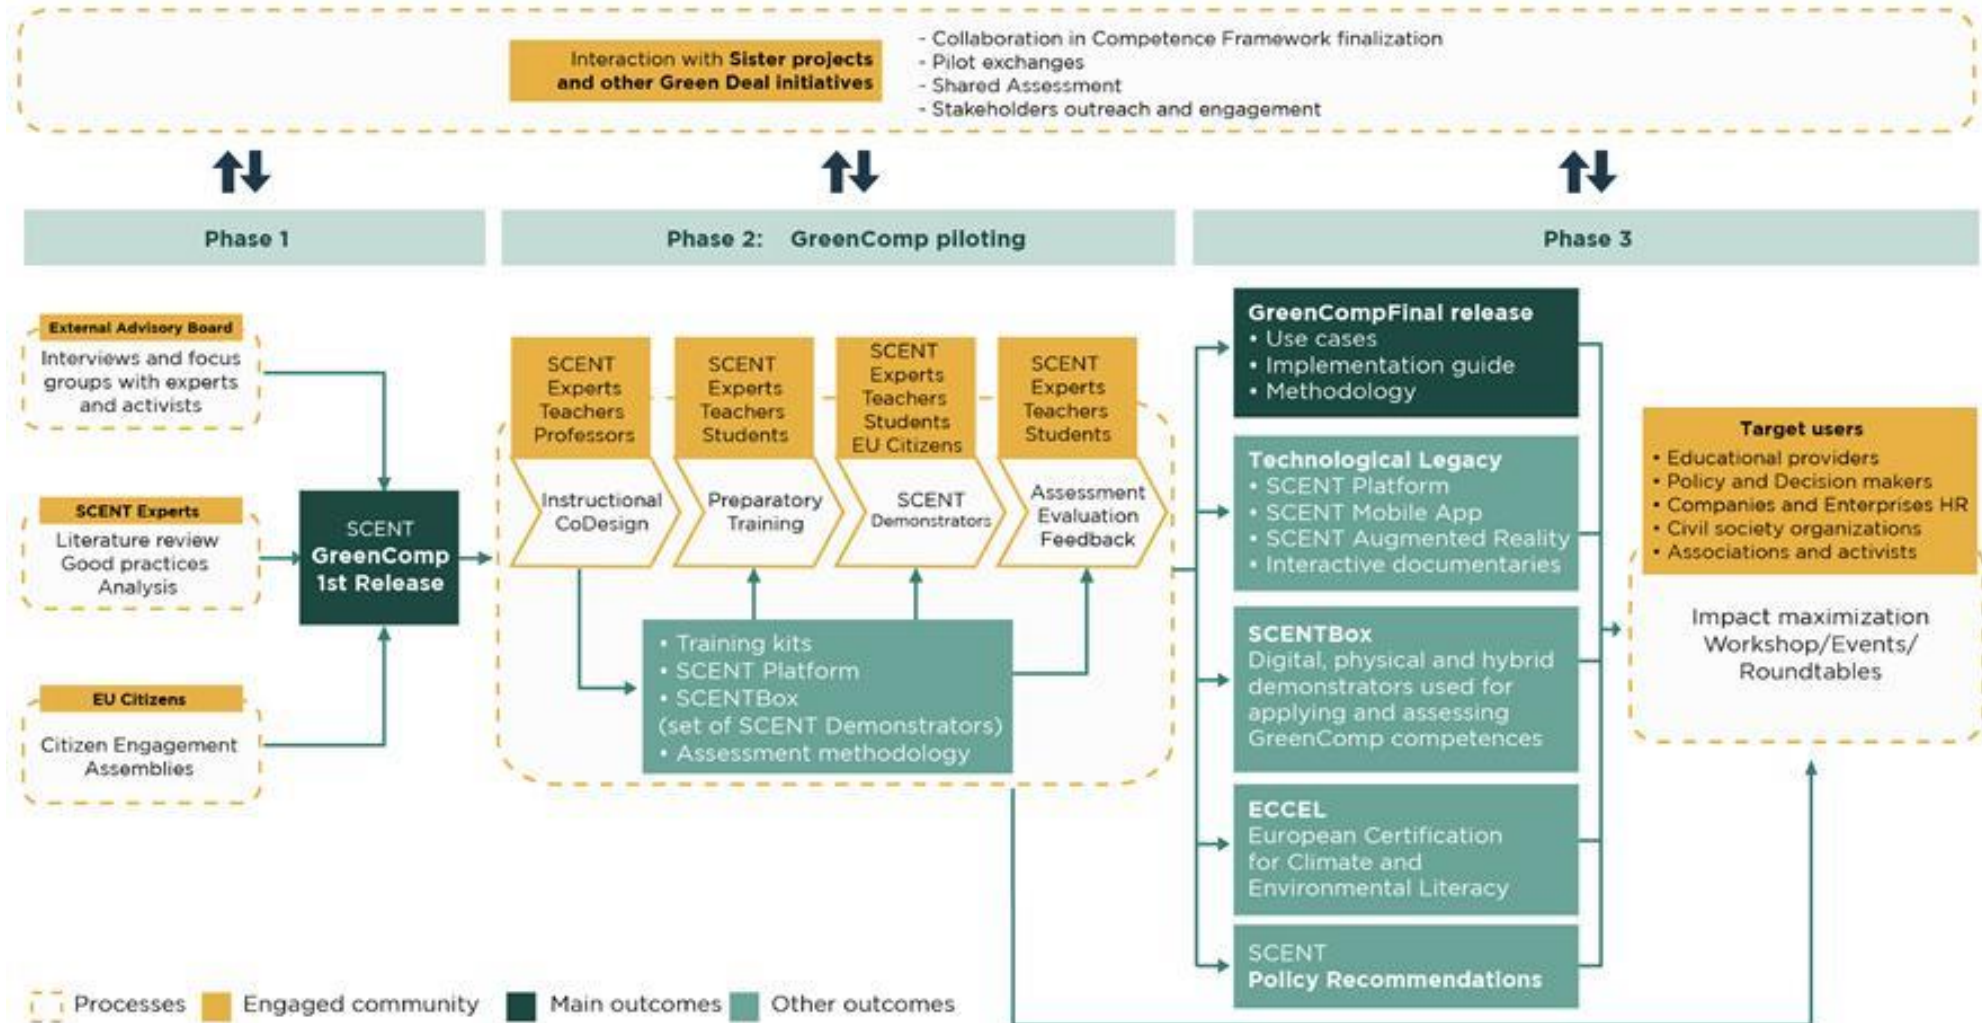 Interaction with Sister projects
and other Green Deal initiatives
- Collaboration in Competence Framework finalization
- Pilot exchanges
- Shared Assessment
- Stakeholders outreach and engagement
Phase 1
Phase 2: GreenComp piloting
Phase 3
External Advisory Board
Interviews and focus
groups with experts
and activists
SCENT Experts
Literature review
Good practices
Analysis
EU Citizens
Citizen Engagement
Assemblies
SCENT
GreenComp
1st Release
SCENT
Experts
Teachers
Professors
Instructional
CoDesign
SCENT
Experts
Teachers
Students
Preparatory
Training
SCENT
Experts
Teachers
Students
EU Citizens
SCENT
Demonstrators
SCENT
Experts
Teachers
Students
Assessment
Evaluation
Feedback
• Training kits
• SCENT Platform
• SCENTBox
(set of SCENT Demonstrators)
• Assessment methodology
GreenCompFinal release
• Use cases
• Implementation guide
• Methodology
Technological Legacy
• SCENT Platform
• SCENT Mobile App
• SCENT Augmented Reality
• Interactive documentaries
SCENTBox
Digital, physical and hybrid
demonstrators used for
applying and assessing
GreenComp competences
ECCEL
European Certification
for Climate and
Environmental Literacy
SCENT
Policy Recommendations
Target users
• Educational providers
• Policy and Decision makers
• Companies and Enterprises HR
• Civil society organizations
• Associations and activists
Impact maximization
Workshop/Events/
Roundtables
Processes
Engaged community
Main outcomes
Other outcomes